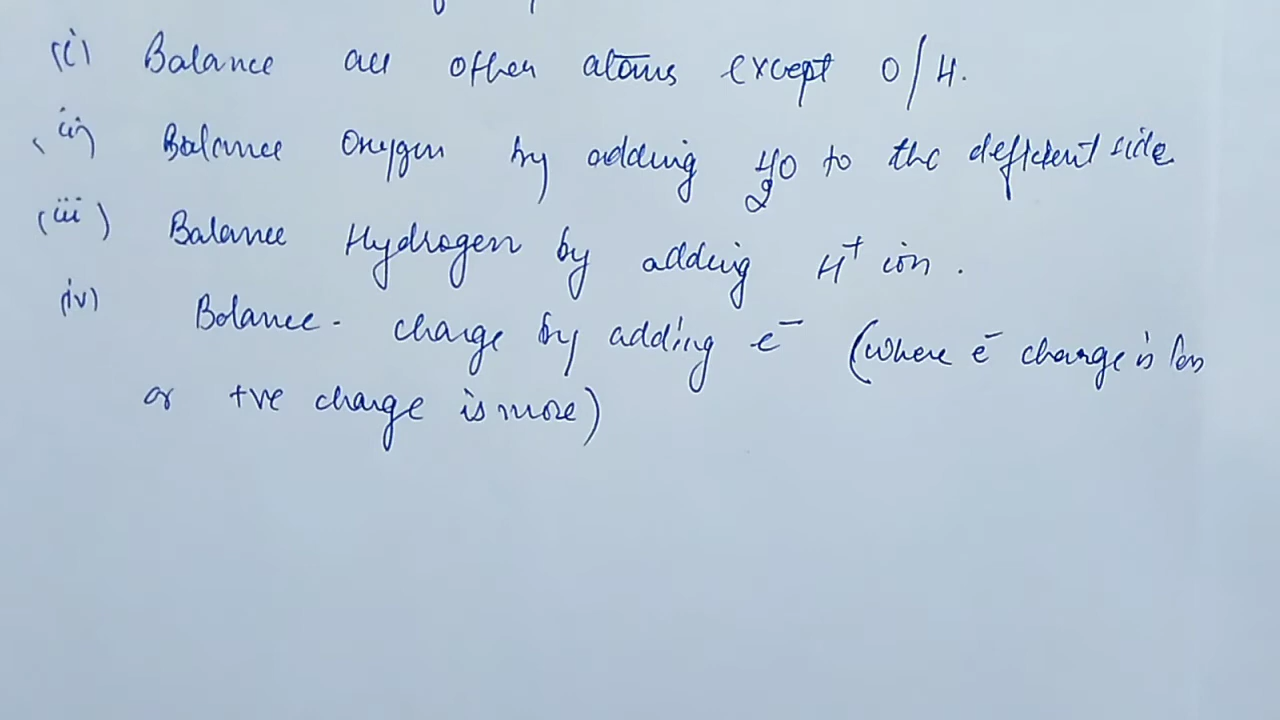 (i) Balance all other atoms except O/H.
(ii) Balance Oxygen by adding H2O to the deficient side
(iii) Balance Hydrogen by adding H+ ion.
(iv) Balance - charge by adding e- (where e- charge is less
or +ve charge is more)